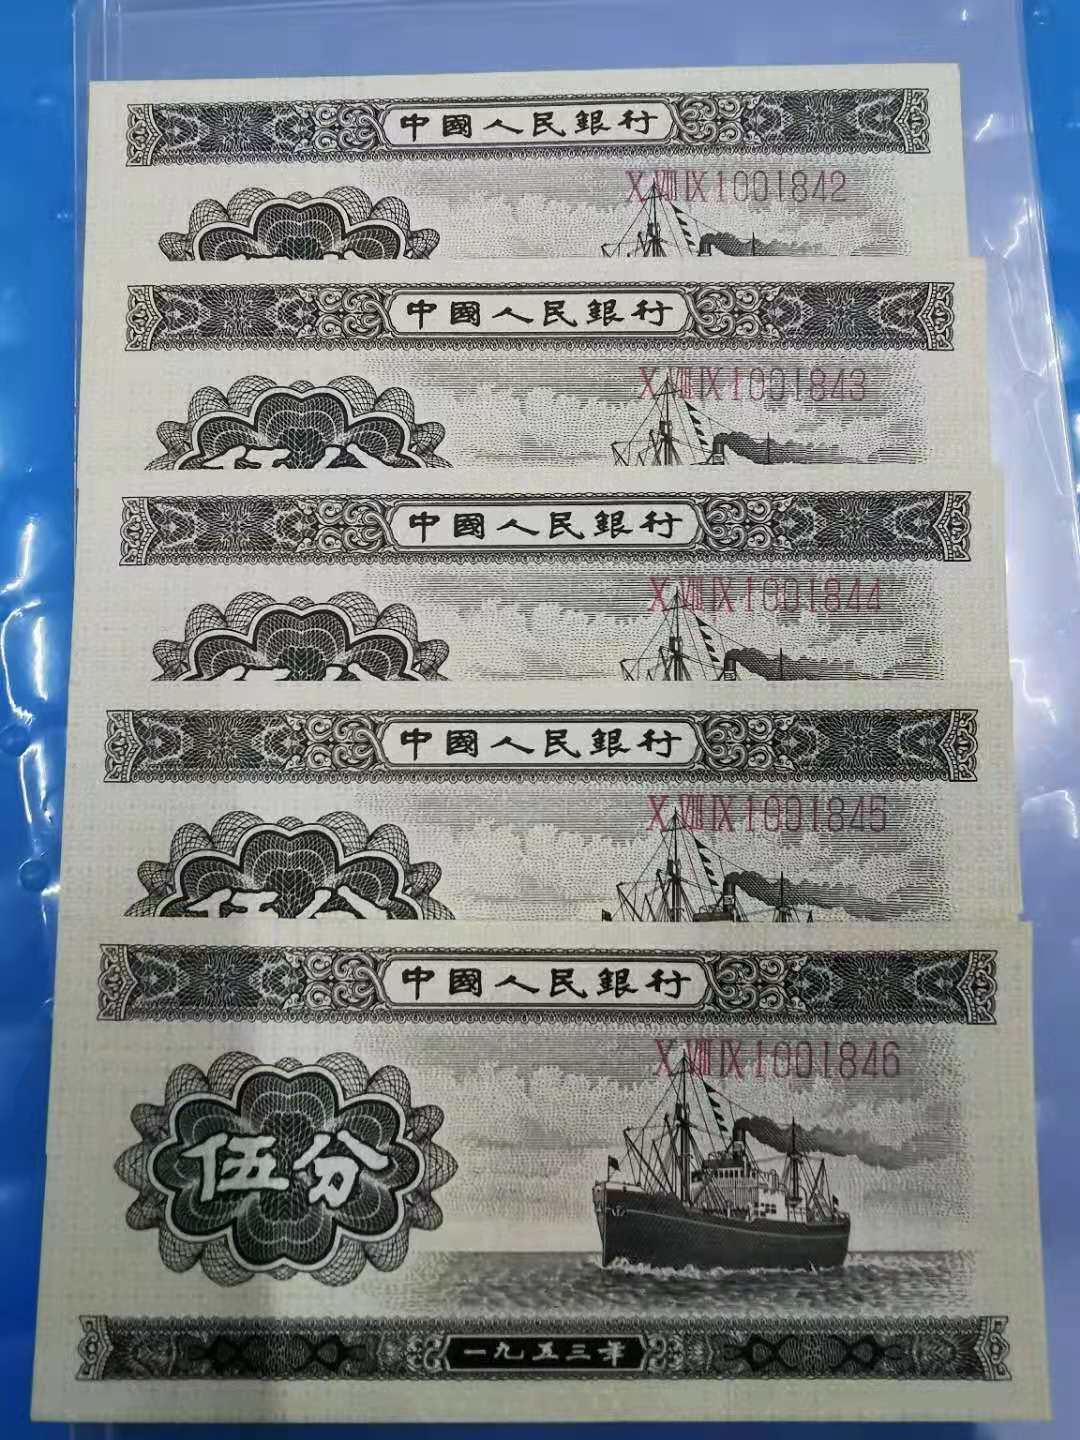 中國人民銀行
X VIII IX 1001842
中國人民銀行
X VIII IX 1001843
中國人民銀行
X VIII IX 1001844
中國人民銀行
X VIII IX 1001845
中國人民銀行
X VIII IX 1001846
伍分
一九五三年